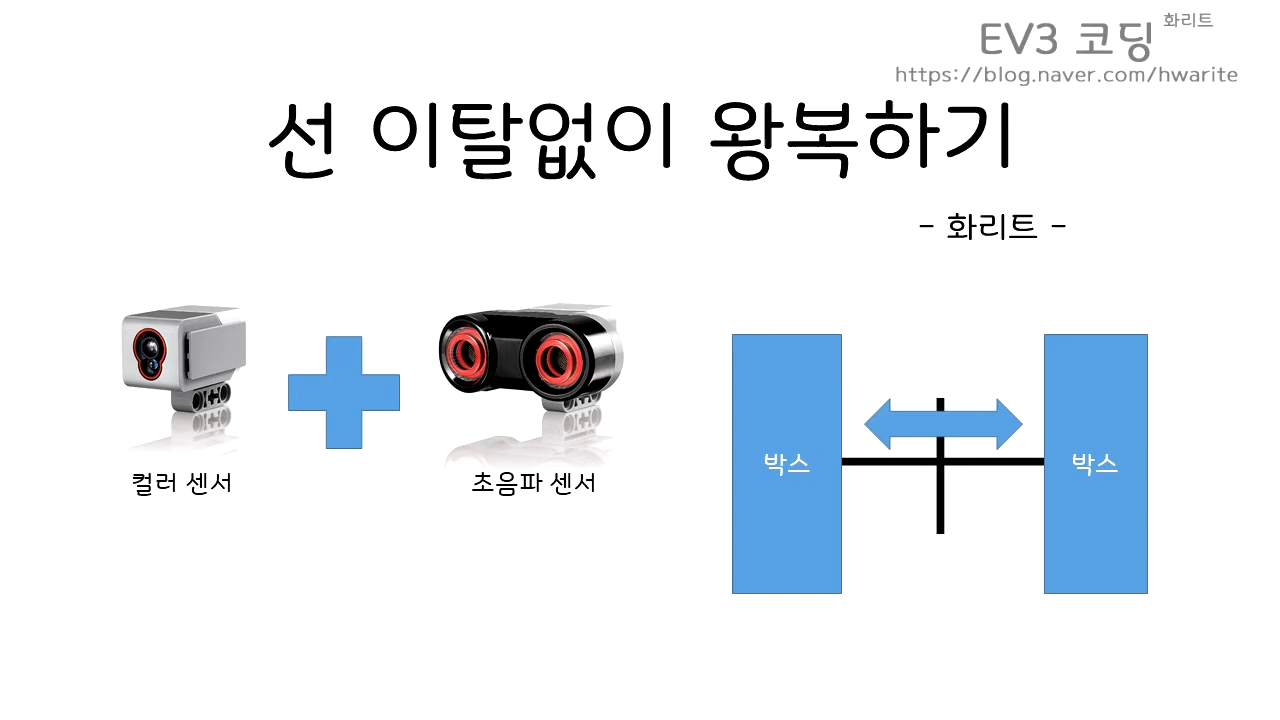 EV3 코딩 화리트
https://blog.naver.com/hwarite
선 이탈없이 왕복하기
- 화리트 -
컬러 센서
초음파 센서
박스
박스